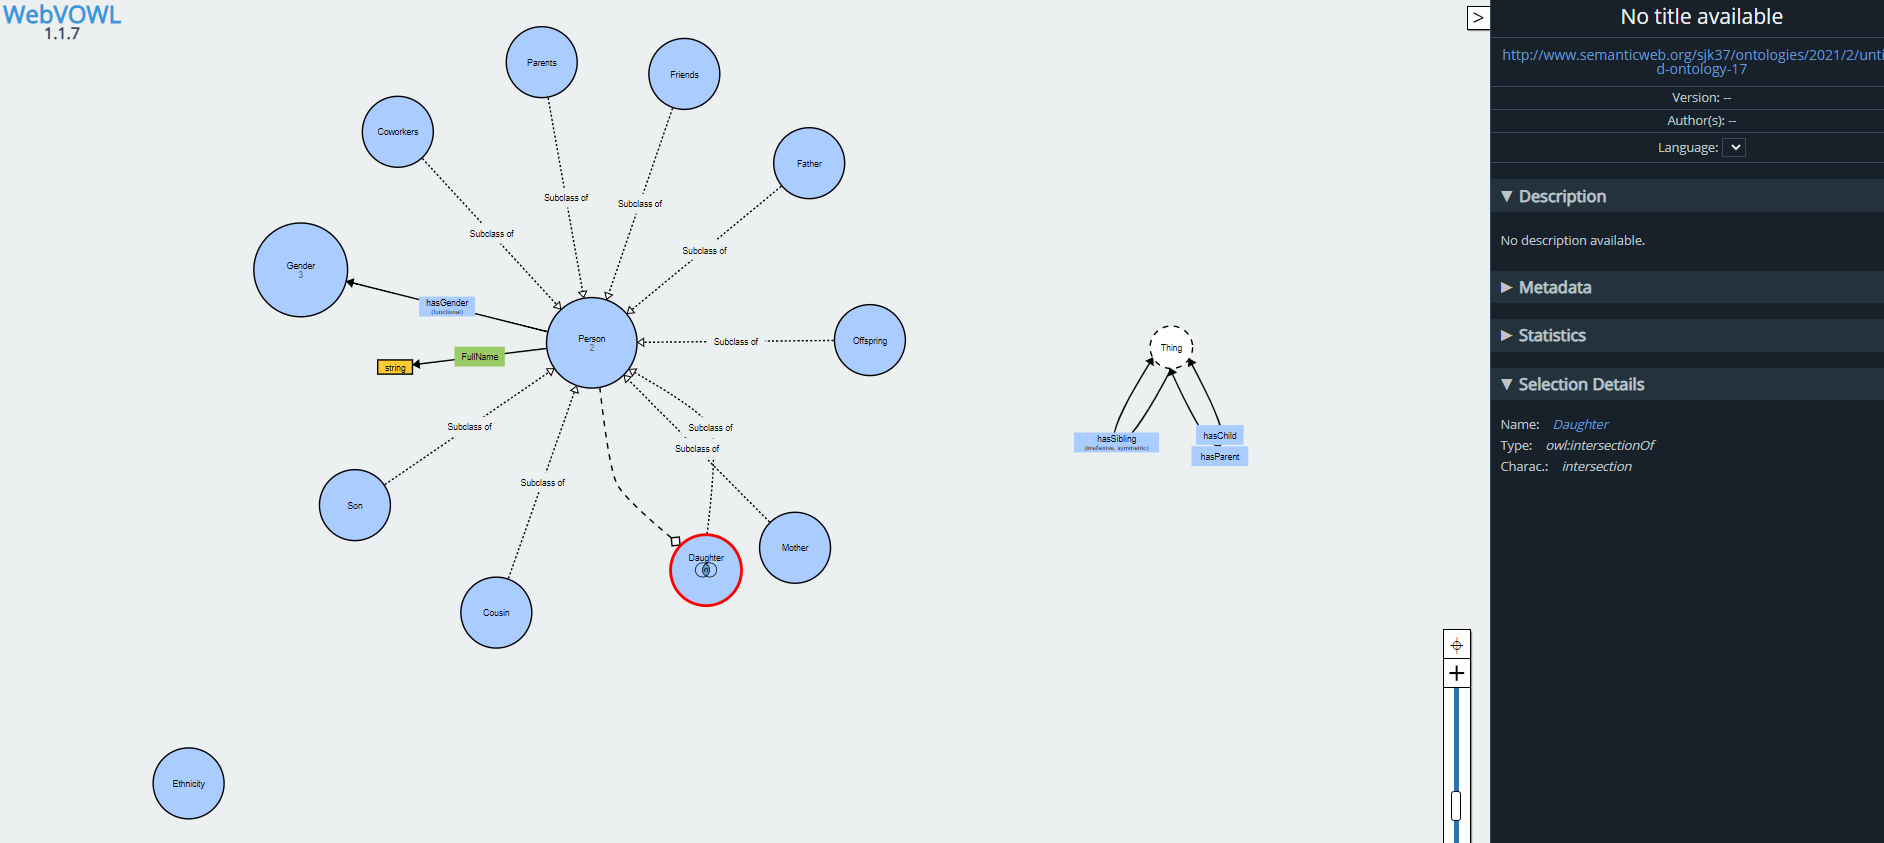 WebVOWL
1.1.7
Parents
Friends
Coworkers
Father
Subclass of
Subclass of
Subclass of
Subclass of
Gender
3
hasGender
(functional)
Person
2
Offspring
Subclass of
FullName
string
Thing
Subclass of
Subclass of
Subclass of
hasSibling
(irreflexive, symmetric)
hasChild
hasParent
Subclass of
Son
Mother
Daughter
Cousin
Ethnicity
>
+
No title available
http://www.semanticweb.org/sjk37/ontologies/2021/2/unti
d-ontology-17
Version: --
Author(s): --
Language:
▼ Description
No description available.
▶ Metadata
▶ Statistics
▼ Selection Details
Name: Daughter
Type: owl:intersectionOf
Charac.: intersection